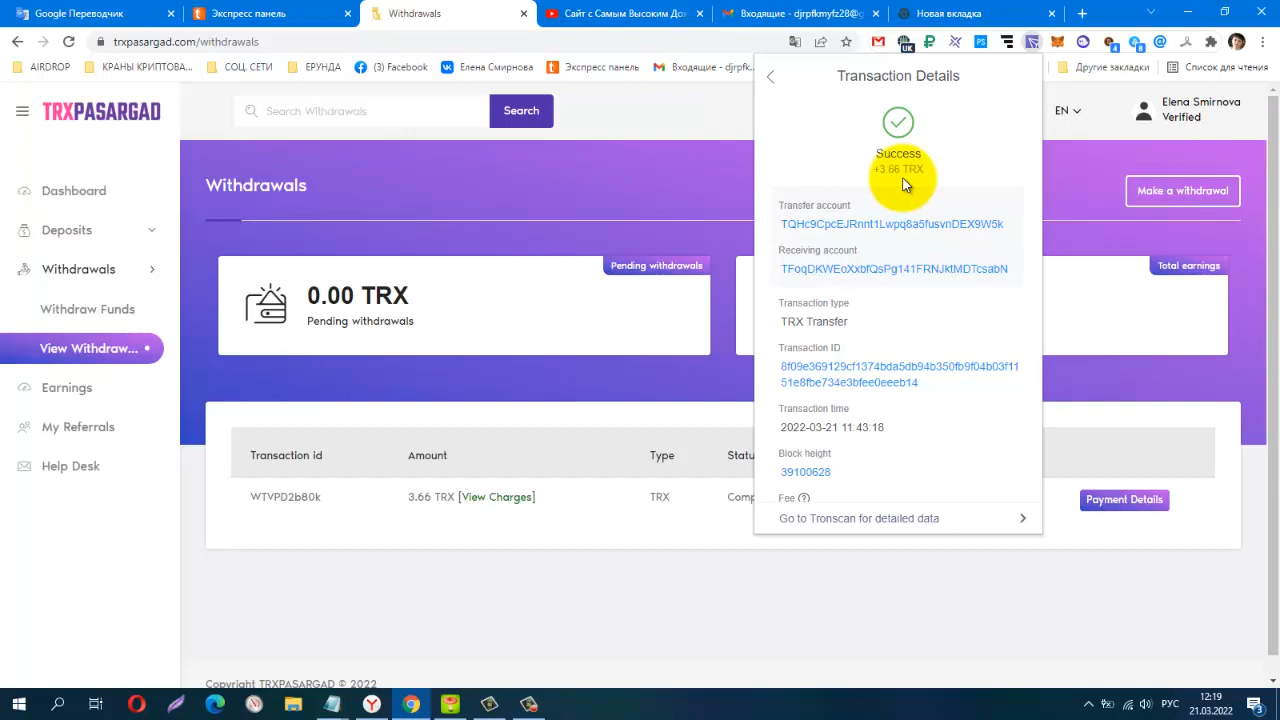 Google Переводчик
Экспресс панель
Withdrawals
Сайт с Самым Высоким Дох
Входящие - djrpfkmyfz28@g
Новая вкладка
trxpasargad.com/withdrawals
UK
4
8
AIRDROP
КРАНЫ КРИПТОВА...
СОЦ. СЕТИ
ЕРУНДА
(3) Facebook
Елена Смирнова
Экспресс панель
Входящие - djrpfk...
Другие закладки
Список для чтения
TRXPASARGAD
Search Withdrawals
Search
EN
Elena Smirnova
Verified
Dashboard
Deposits
Withdrawals
Withdraw Funds
View Withdraw...
Earnings
My Referrals
Help Desk
Withdrawals
Make a withdrawal
Pending withdrawals
0.00 TRX
Pending withdrawals
Total earnings
Transaction id
Amount
Type
Statu
WTVPD2b80k
3.66 TRX [View Charges]
TRX
Comp
Payment Details
Transaction Details
Success
+3.66 TRX
Transfer account
TQHc9CpcEJRnnt1Lwpq8a5fusvnDEX9W5k
Receiving account
TFoqDKWEoXxbfQsPg141FRNJktMDTcsabN
Transaction type
TRX Transfer
Transaction ID
8f09e369129cf1374bda5db94b350fb9f04b03f11
51e8fbe734e3bfee0eeeb14
Transaction time
2022-03-21 11:43:18
Block height
39100628
Fee
Go to Tronscan for detailed data
Copyright TRXPASARGAD © 2022
РУС
12:19
21.03.2022
3